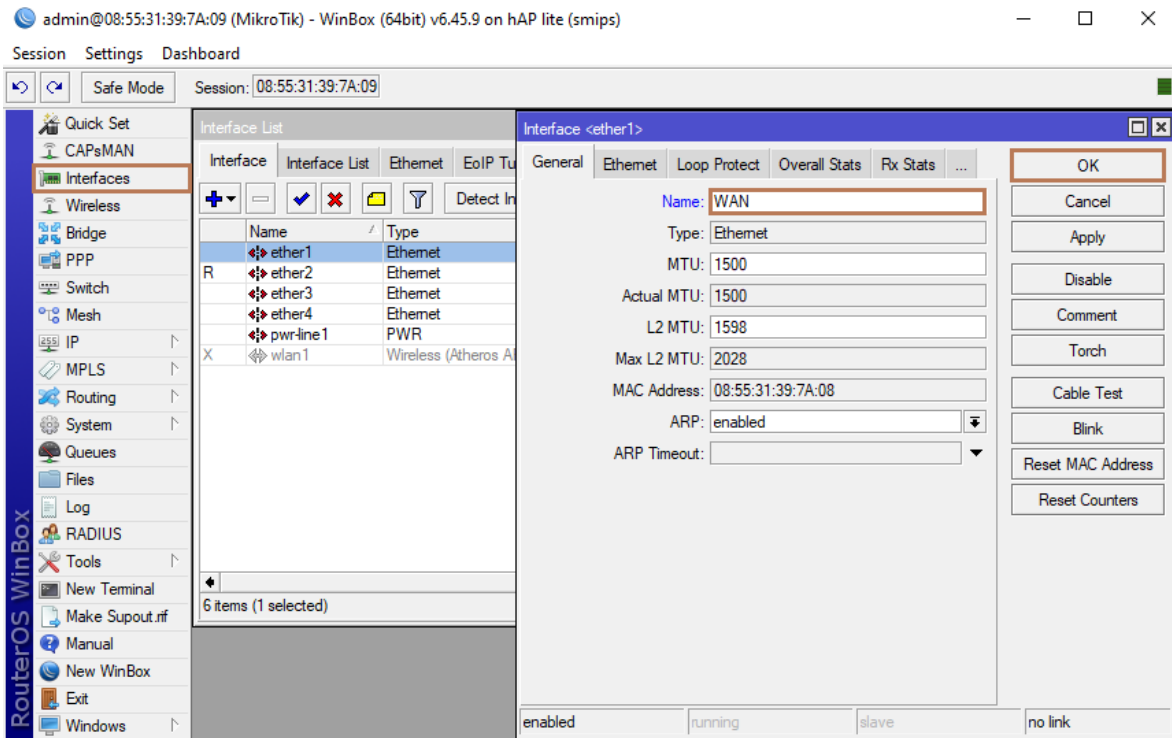 admin@08:55:31:39:7A:09 (MikroTik) - WinBox (64bit) v6.45.9 on hAP lite (smips)
Session Settings Dashboard
Safe Mode Session: 08:55:31:39:7A:09
RouterOS WinBox
Quick Set
CAPsMAN
Interfaces
Wireless
Bridge
PPP
Switch
Mesh
IP
MPLS
Routing
System
Queues
Files
Log
RADIUS
Tools
New Terminal
Make Supout.rif
Manual
New WinBox
Exit
Windows
Interface List
Interface Interface List Ethernet EoIP Tu
Detect In
Name Type
ether1 Ethernet
R ether2 Ethernet
ether3 Ethernet
ether4 Ethernet
pwr-line1 PWR
X wlan1 Wireless (Atheros A
6 items (1 selected)
Interface <ether1>
General Ethernet Loop Protect Overall Stats Rx Stats ...
Name: WAN
Type: Ethernet
MTU: 1500
Actual MTU: 1500
L2 MTU: 1598
Max L2 MTU: 2028
MAC Address: 08:55:31:39:7A:08
ARP: enabled
ARP Timeout:
OK
Cancel
Apply
Disable
Comment
Torch
Cable Test
Blink
Reset MAC Address
Reset Counters
enabled running slave no link